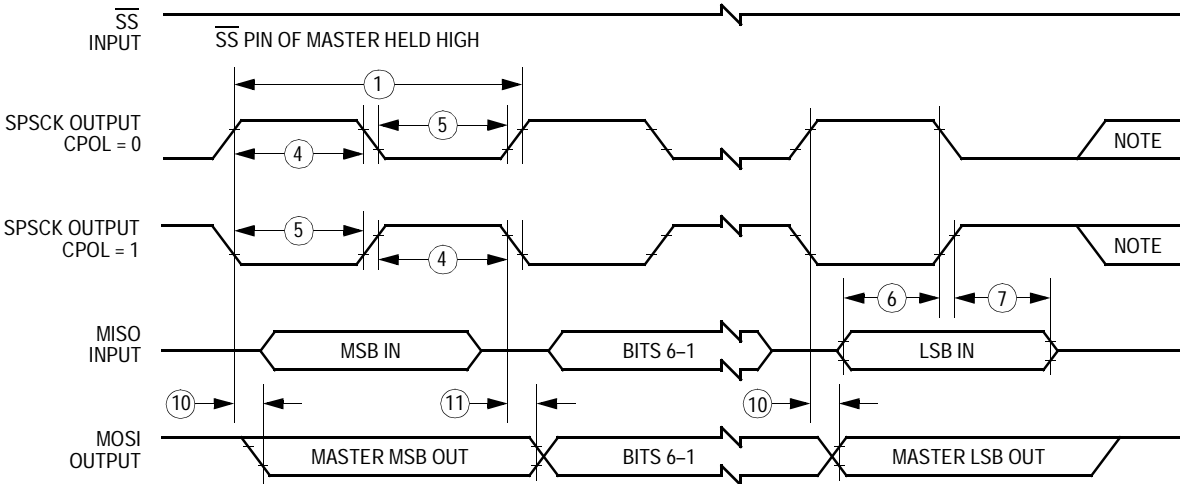 SS
INPUT
SS PIN OF MASTER HELD HIGH
1
SPSCK OUTPUT
CPOL = 0
5
4
NOTE
SPSCK OUTPUT
CPOL = 1
5
4
NOTE
6
7
MISO
INPUT
MSB IN
BITS 6–1
LSB IN
10
11
10
MOSI
OUTPUT
MASTER MSB OUT
BITS 6–1
MASTER LSB OUT